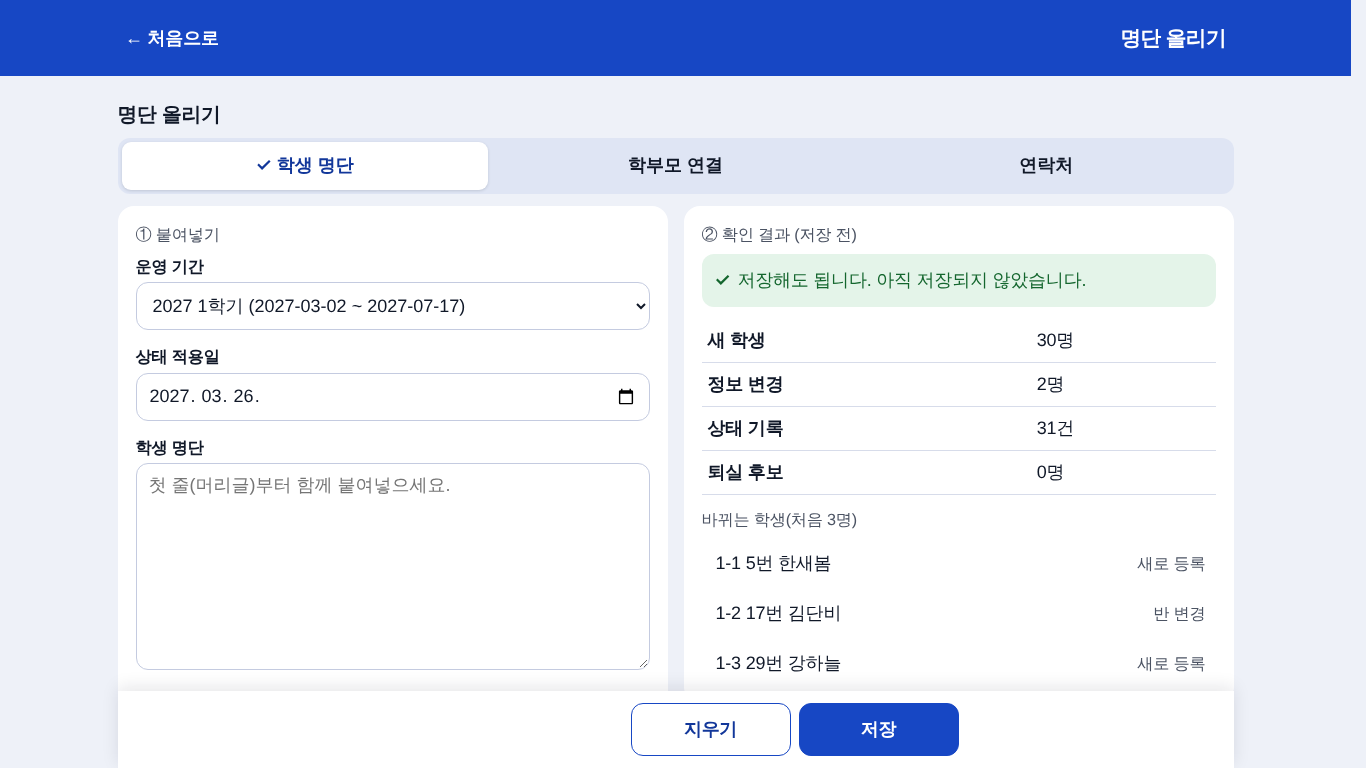 ← 처음으로
명단 올리기
명단 올리기
✓ 학생 명단
학부모 연결
연락처
① 붙여넣기
운영 기간
2027 1학기 (2027-03-02 ~ 2027-07-17)
상태 적용일
2027. 03. 26.
학생 명단
첫 줄(머리글)부터 함께 붙여넣으세요.
② 확인 결과 (저장 전)
✓ 저장해도 됩니다. 아직 저장되지 않았습니다.
새 학생 30명
정보 변경 2명
상태 기록 31건
퇴실 후보 0명
바뀌는 학생(처음 3명)
1-1 5번 한새봄 새로 등록
1-2 17번 김단비 반 변경
1-3 29번 강하늘 새로 등록
지우기
저장